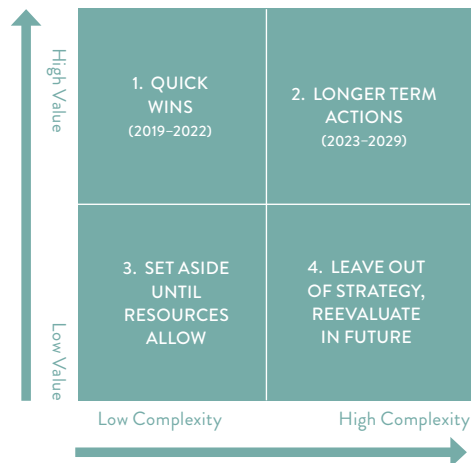 High Value
1. QUICK
WINS
(2019–2022)
2. LONGER TERM
ACTIONS
(2023–2029)
Low Value
3. SET ASIDE
UNTIL
RESOURCES
ALLOW
4. LEAVE OUT
OF STRATEGY,
REEVALUATE
IN FUTURE
Low Complexity
High Complexity